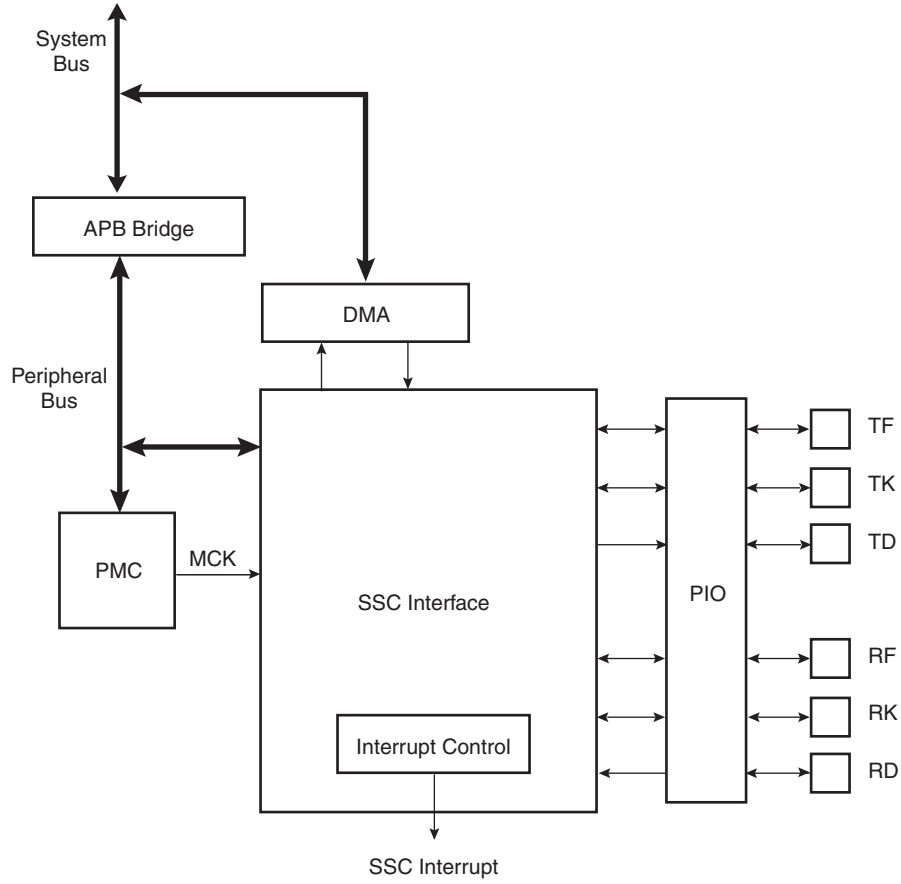 System
Bus
APB Bridge
DMA
Peripheral
Bus
PMC
MCK
SSC Interface
Interrupt Control
SSC Interrupt
PIO
TF
TK
TD
RF
RK
RD